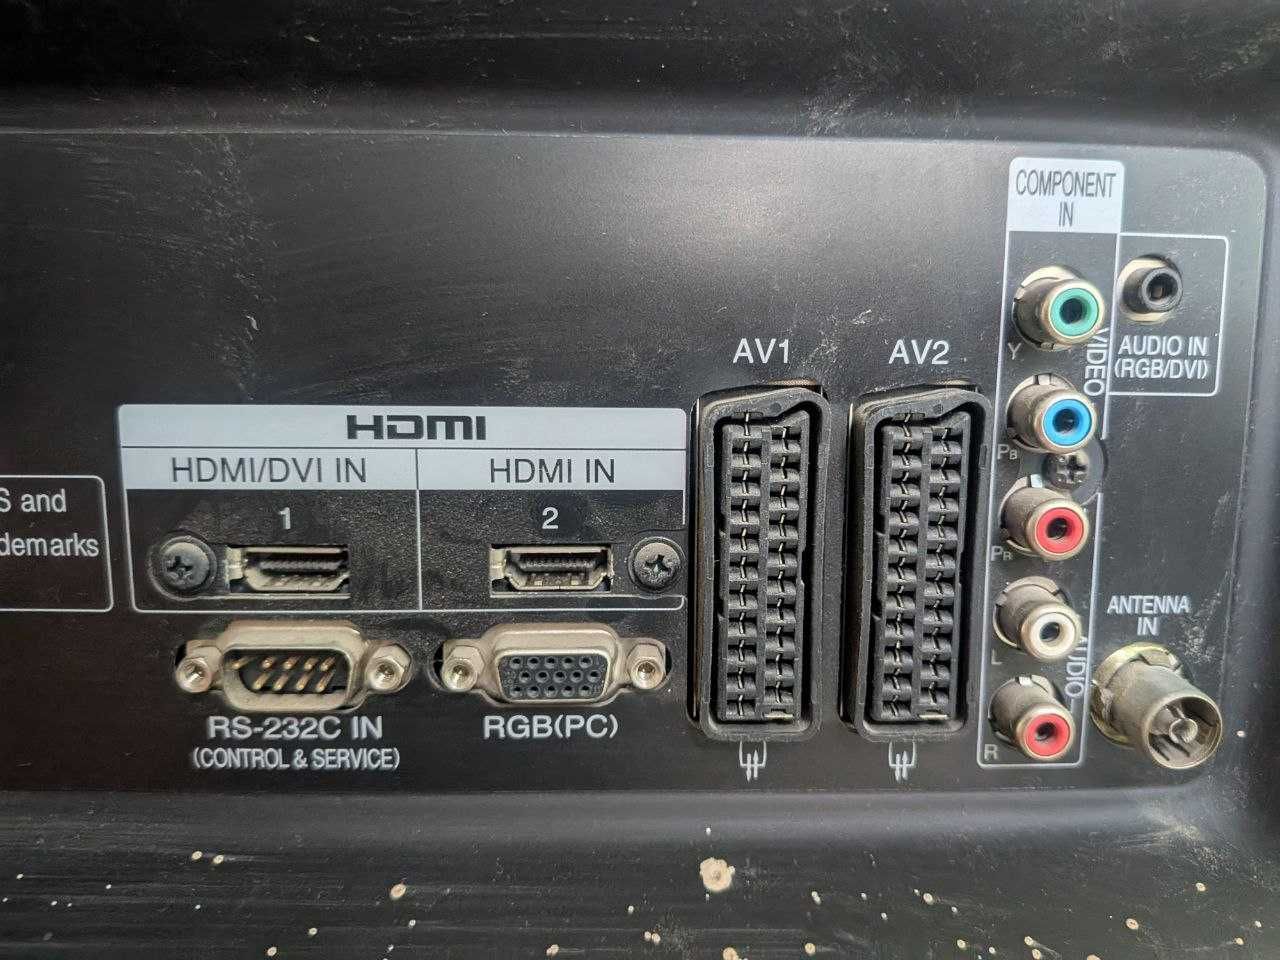 COMPONENT
IN
Y
VIDEO
AUDIO IN
(RGB/DVI)
AV1
AV2
PB
HDMI
HDMI/DVI IN
HDMI IN
S and
demarks
1
2
PR
ANTENNA
IN
L
AUDIO
R
RS-232C IN
(CONTROL & SERVICE)
RGB(PC)